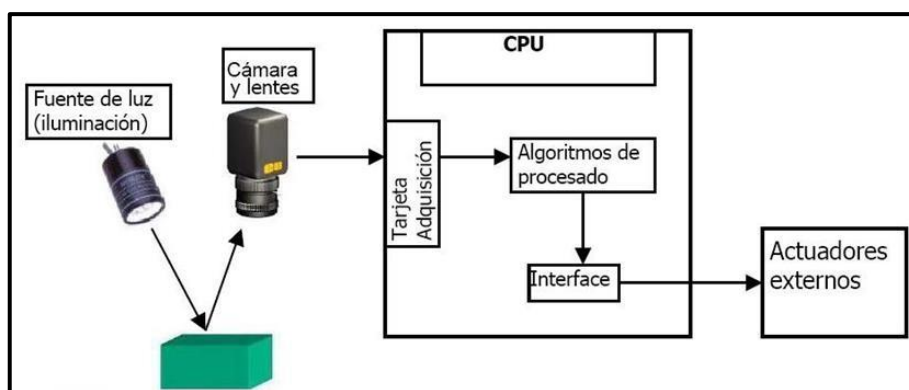 Fuente de luz
(iluminación)
Cámara
y lentes
CPU
Tarjeta
Adquisición
Algoritmos de
procesado
Interface
Actuadores
externos